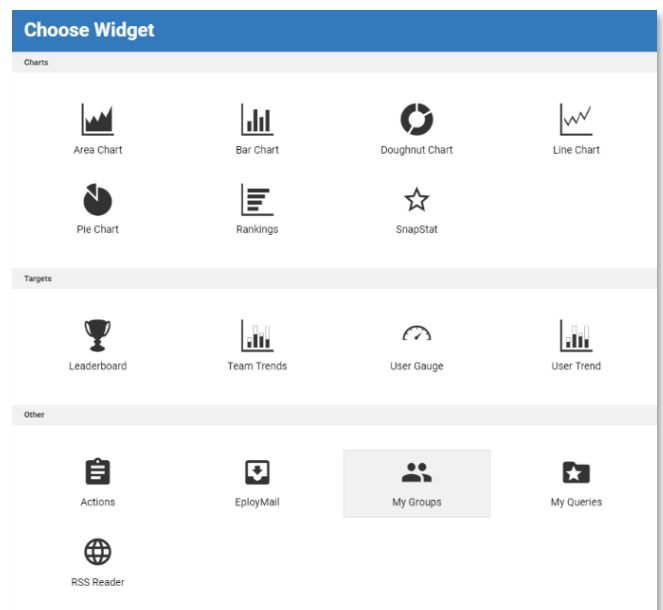 Choose Widget
Charts
Area Chart
Bar Chart
Doughnut Chart
Line Chart
Pie Chart
Rankings
SnapStat
Targets
Leaderboard
Team Trends
User Gauge
User Trend
Other
Actions
EployMail
My Groups
My Queries
RSS Reader